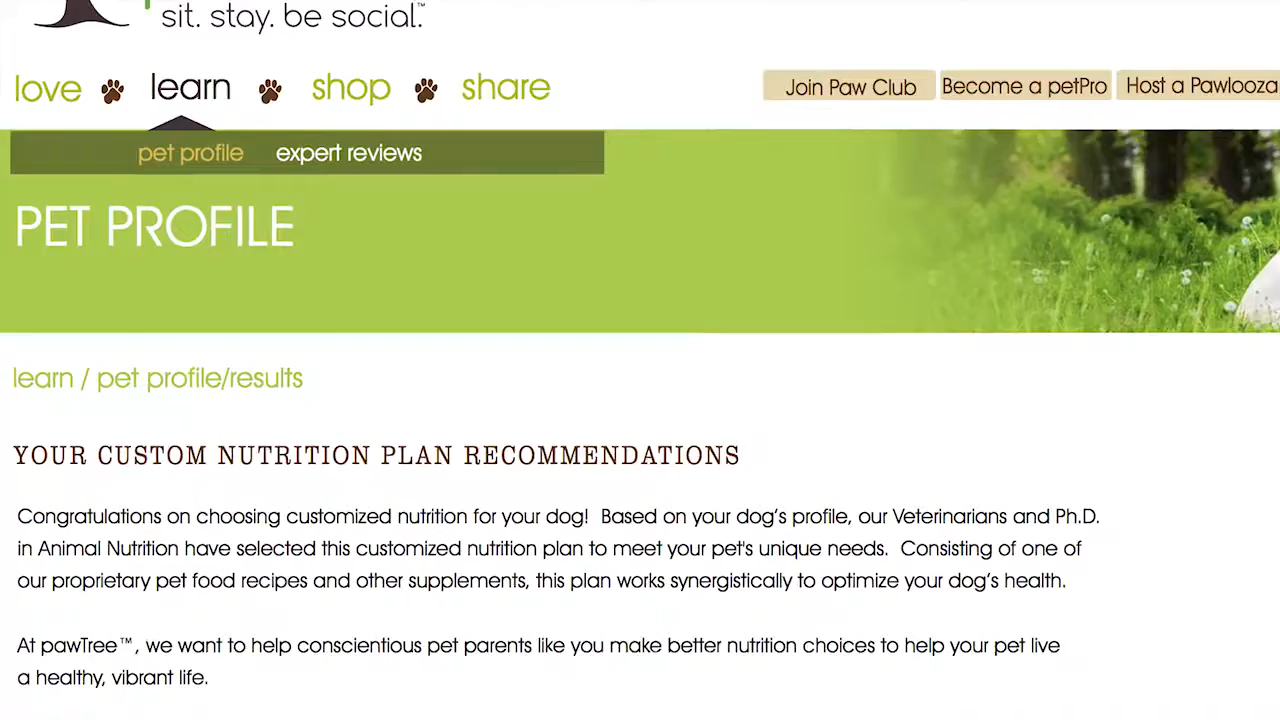 sit. stay. be social.™
love learn shop share
Join Paw Club Become a petPro Host a Pawlooza
pet profile expert reviews
PET PROFILE
learn / pet profile/results
YOUR CUSTOM NUTRITION PLAN RECOMMENDATIONS
Congratulations on choosing customized nutrition for your dog! Based on your dog's profile, our Veterinarians and Ph.D.
in Animal Nutrition have selected this customized nutrition plan to meet your pet's unique needs. Consisting of one of
our proprietary pet food recipes and other supplements, this plan works synergistically to optimize your dog's health.
At pawTree™, we want to help conscientious pet parents like you make better nutrition choices to help your pet live
a healthy, vibrant life.